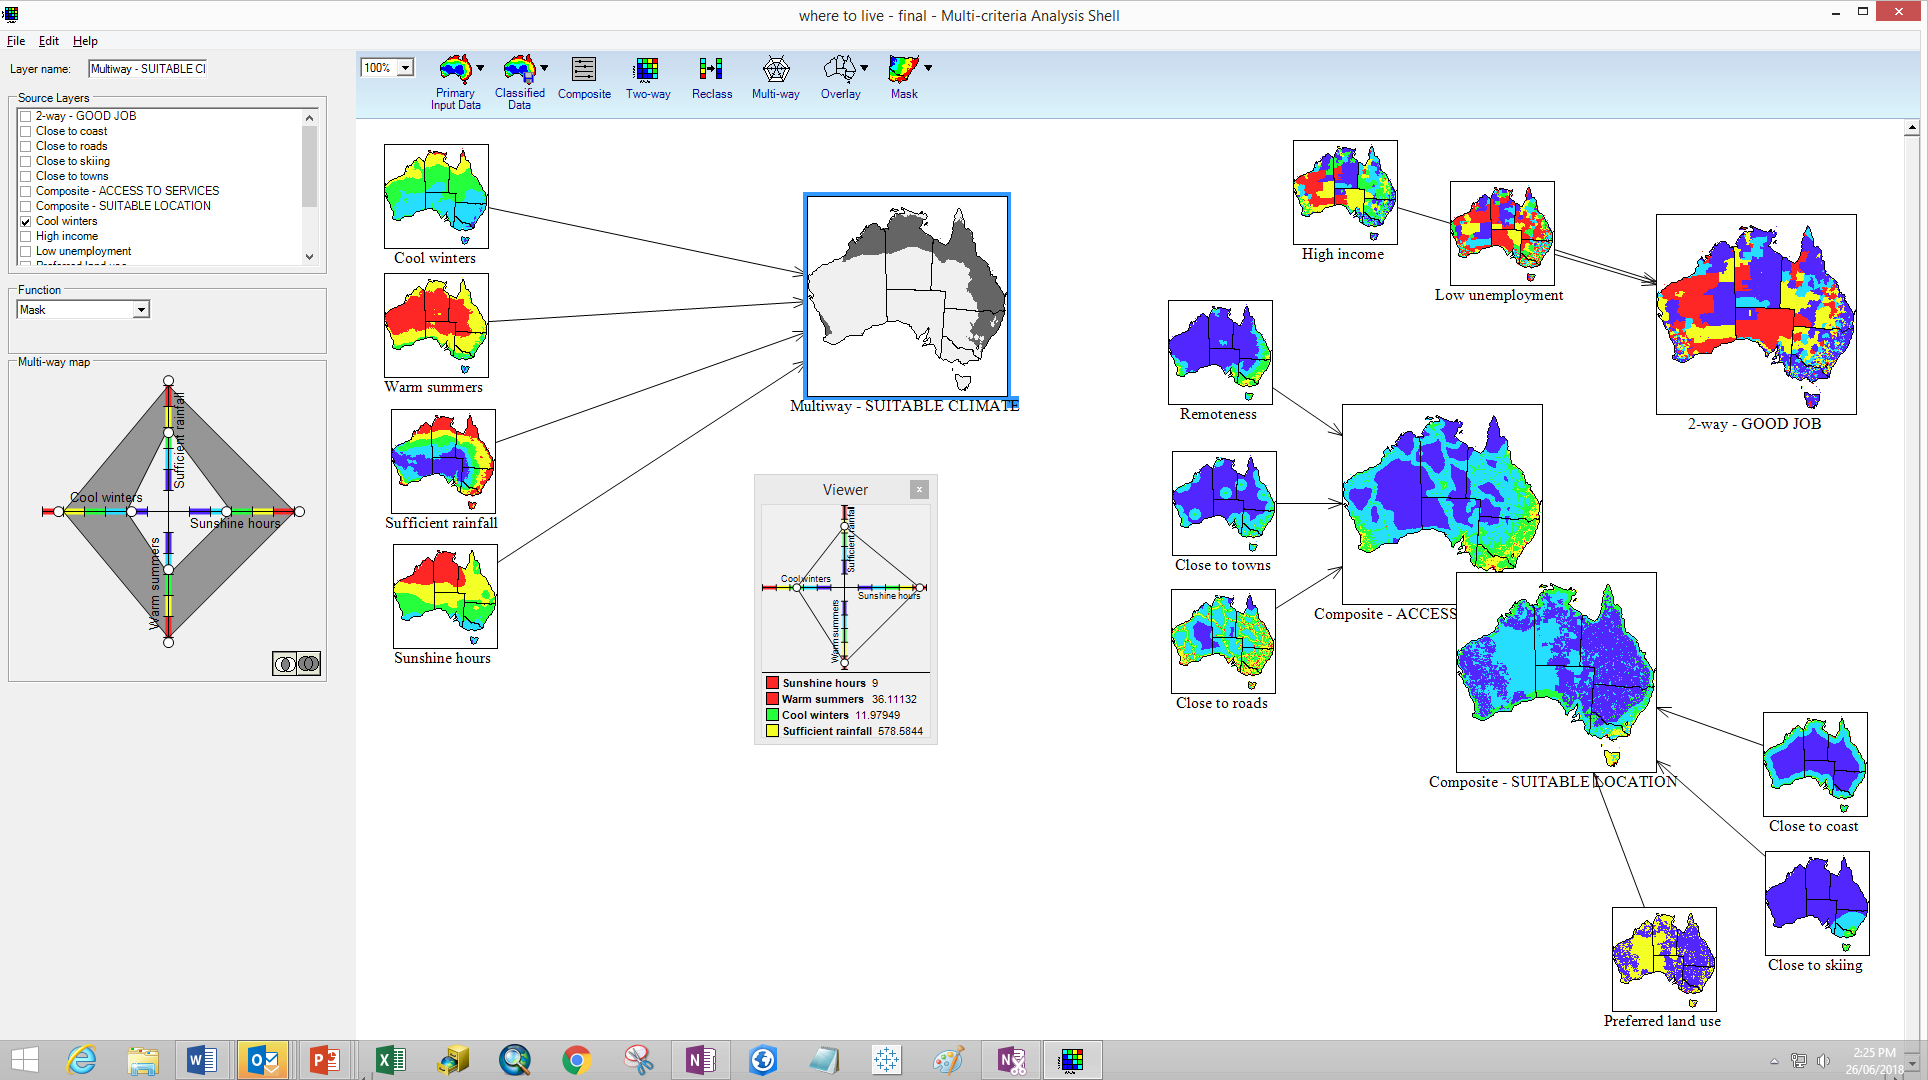 where to live - final - Multi-criteria Analysis Shell
File Edit Help
Layer name: Multiway - SUITABLE CI
Source Layers
2-way - GOOD JOB
Close to coast
Close to roads
Close to skiing
Close to towns
Composite - ACCESS TO SERVICES
Composite - SUITABLE LOCATION
Cool winters
High income
Low unemployment
Function
Mask
Multi-way map
Sufficient rainfall
Cool winters
Sunshine hours
Warm summers
100%
Primary Input Data
Classified Data
Composite
Two-way
Reclass
Multi-way
Overlay
Mask
Cool winters
Warm summers
Sufficient rainfall
Sunshine hours
Multiway - SUITABLE CLIMATE
Viewer
Sufficient rainfall
Cool winters
Sunshine hours
Warm summers
Sunshine hours 9
Warm summers 36.11132
Cool winters 11.97949
Sufficient rainfall 578.5844
High income
Low unemployment
2-way - GOOD JOB
Remoteness
Close to towns
Close to roads
Composite - ACCESS
Composite - SUITABLE LOCATION
Close to coast
Close to skiing
Preferred land use
2:25 PM
26/06/2018